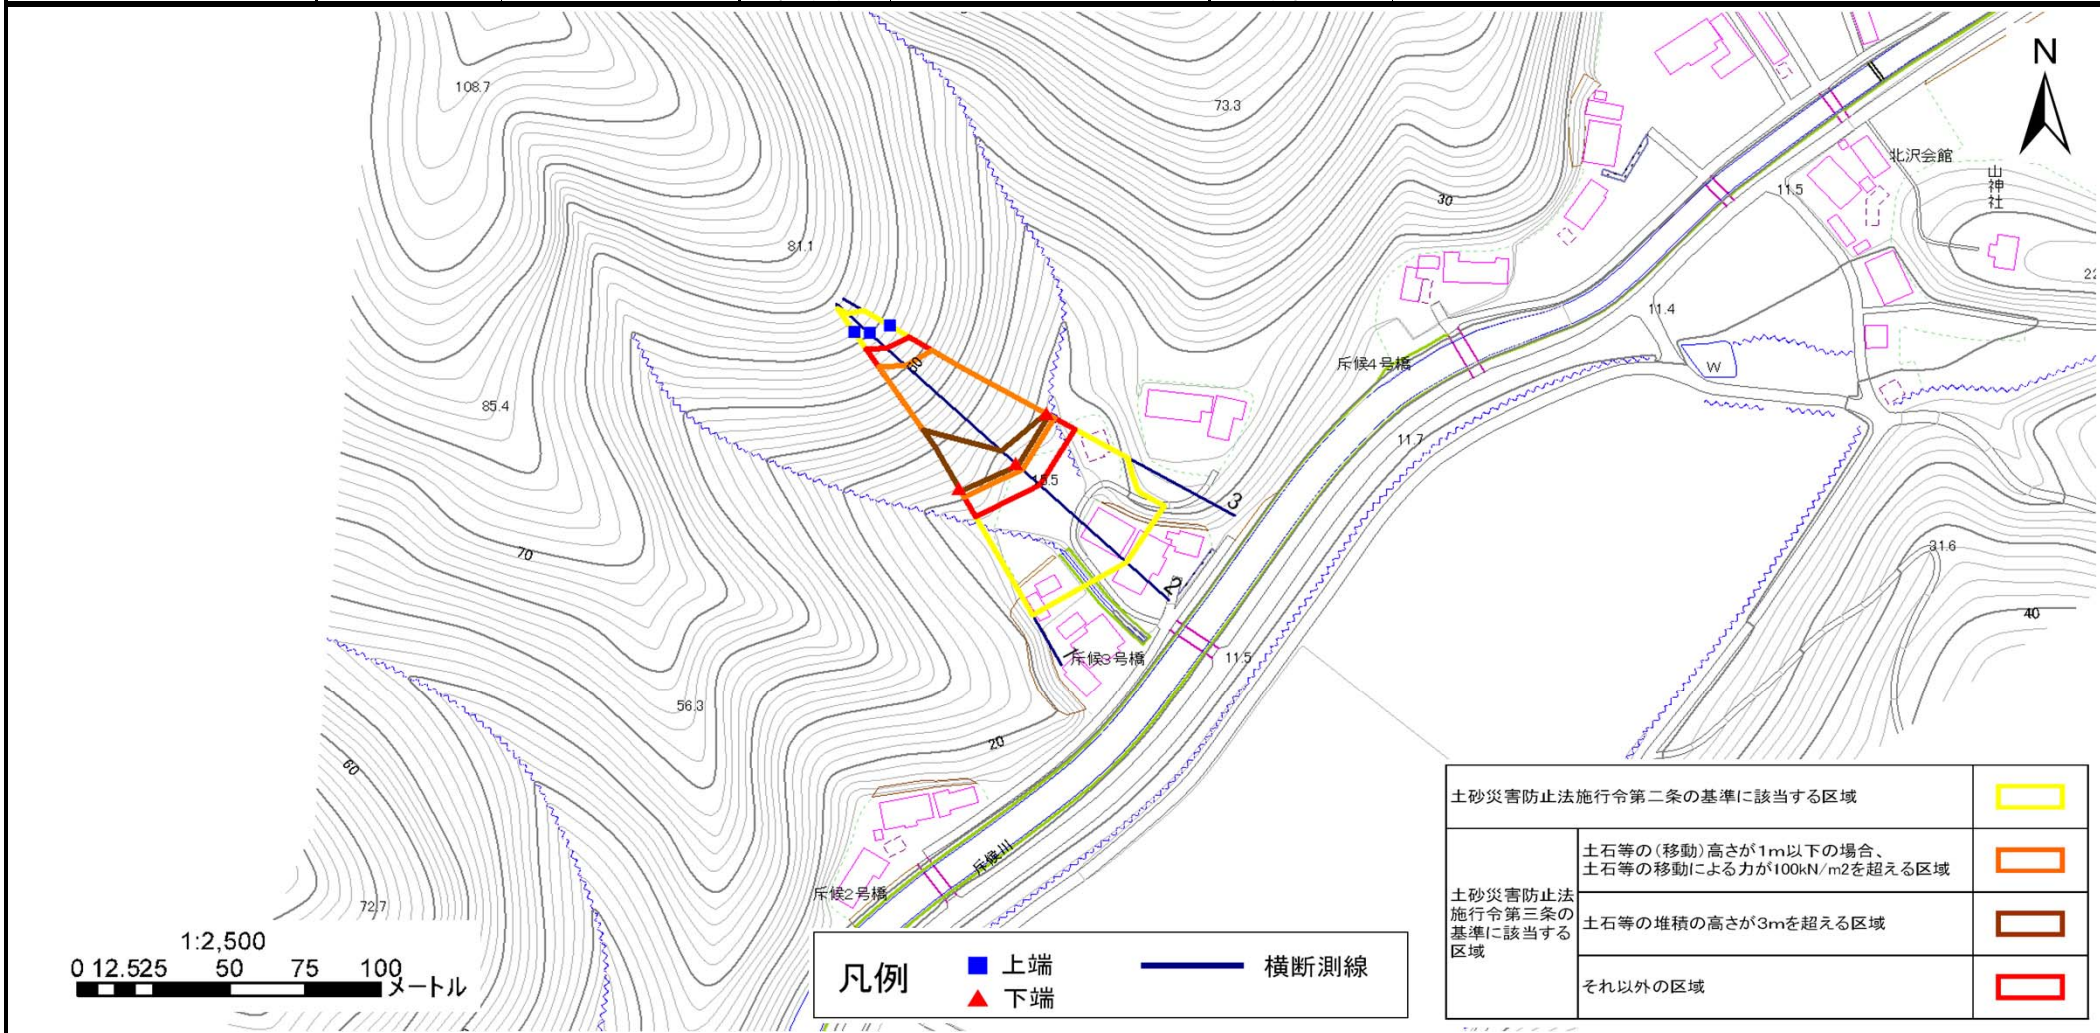 N
108.7
73.3
北沢会館
山神社
11.5
30
81.1
22
11.4
60
斥候4号橋
W
85.4
11.7
15.5
3
70
31.6
2
40
11.5
1
斥候3号橋
56.3
20
60
斥候川
斥候2号橋
72.7
1:2,500
0 12.525 50 75 100
メートル
凡例
上端
下端
横断測線
土砂災害防止法施行令第二条の基準に該当する区域
土砂災害防止法
施行令第三条の
基準に該当する
区域
土石等の(移動)高さが1m以下の場合、
土石等の移動による力が100kN/m2を超える区域
土石等の堆積の高さが3mを超える区域
それ以外の区域